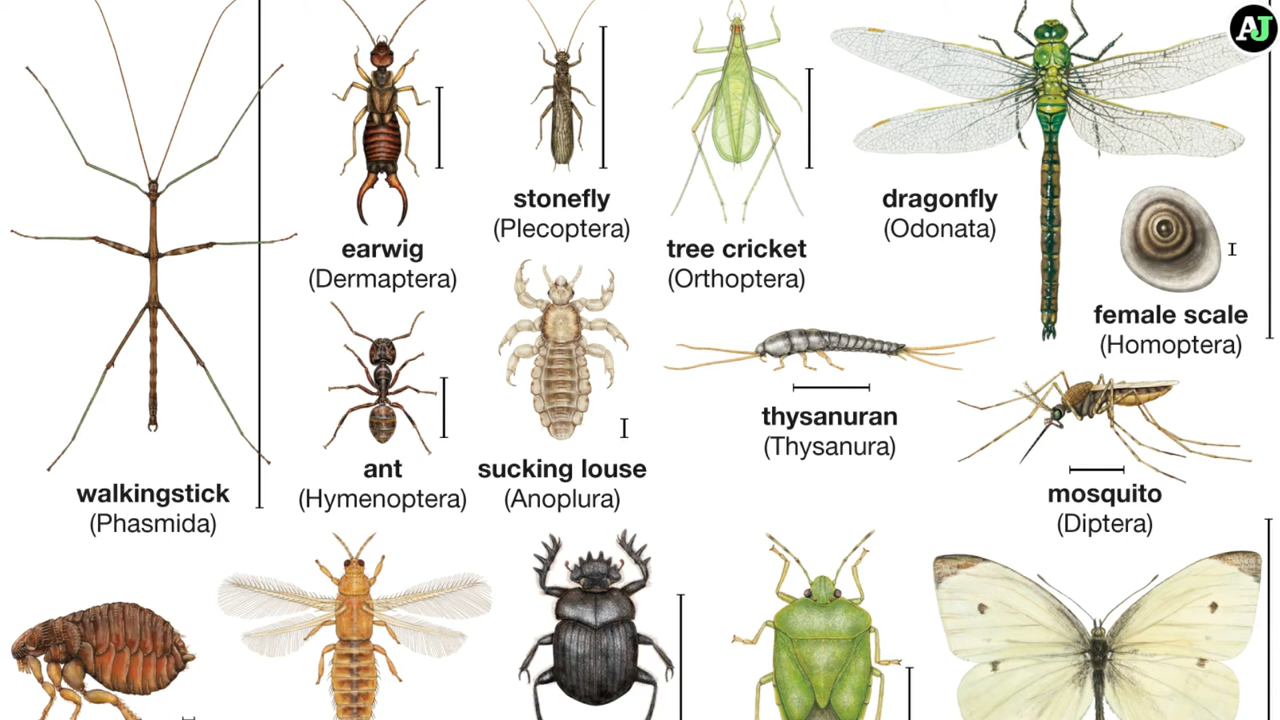 AJ
stonefly
(Plecoptera)
dragonfly
(Odonata)
earwig
(Dermaptera)
tree cricket
(Orthoptera)
female scale
(Homoptera)
thysanuran
(Thysanura)
ant
(Hymenoptera)
sucking louse
(Anoplura)
walkingstick
(Phasmida)
mosquito
(Diptera)